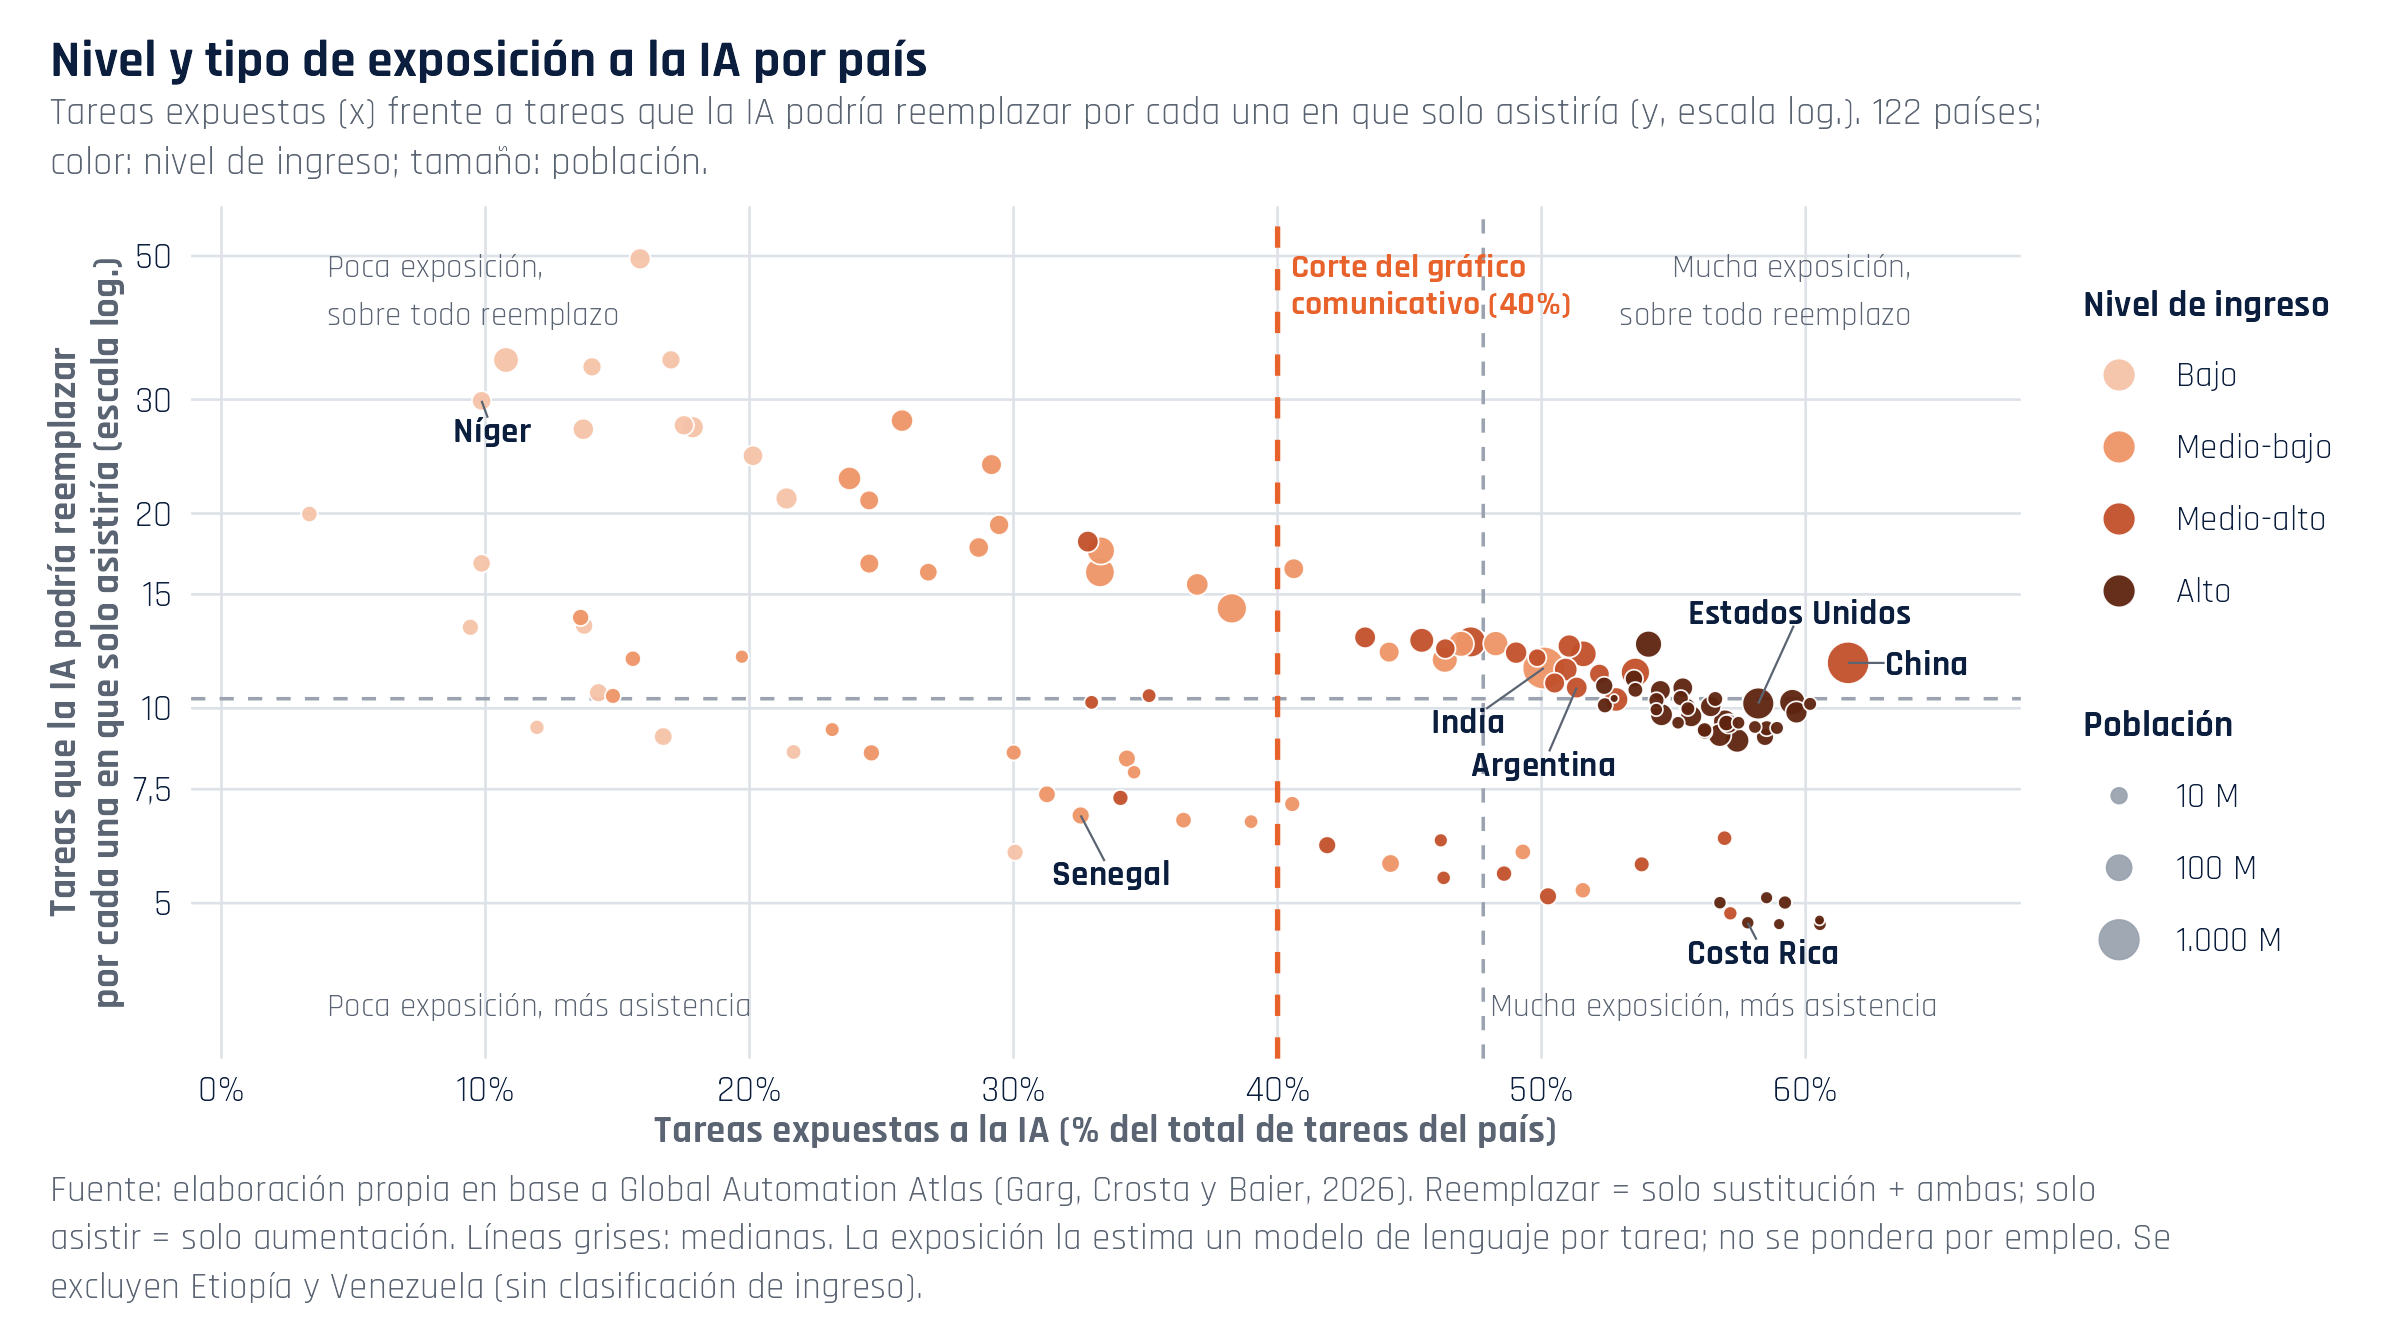 Nivel y tipo de exposición a la IA por país
Tareas expuestas (x) frente a tareas que la IA podría reemplazar por cada una en que solo asistiría (y, escala log.). 122 países;
color: nivel de ingreso; tamaño: población.
Tareas que la IA podría reemplazar
por cada una en que solo asistiría (escala log.)
50
30
20
15
10
7,5
5
Poca exposición,
sobre todo reemplazo
Corte del gráfico
comunicativo (40%)
Mucha exposición,
sobre todo reemplazo
Níger
Estados Unidos
China
India
Argentina
Senegal
Costa Rica
Poca exposición, más asistencia
Mucha exposición, más asistencia
0%
10%
20%
30%
40%
50%
60%
Tareas expuestas a la IA (% del total de tareas del país)
Nivel de ingreso
Bajo
Medio-bajo
Medio-alto
Alto
Población
10 M
100 M
1.000 M
Fuente: elaboración propia en base a Global Automation Atlas (Garg, Crosta y Baier, 2026). Reemplazar = solo sustitución + ambas; solo
asistir = solo aumentación. Líneas grises: medianas. La exposición la estima un modelo de lenguaje por tarea; no se pondera por empleo. Se
excluyen Etiopía y Venezuela (sin clasificación de ingreso).